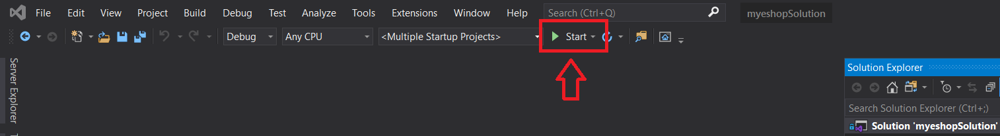 File Edit View Project Build Debug Test Analyze Tools Extensions Window Help Search (Ctrl+Q) myeshopSolution
Debug Any CPU <Multiple Startup Projects> Start
Server Explorer
Solution Explorer
Search Solution Explorer (Ctrl+;)
Solution 'myeshopSolution'